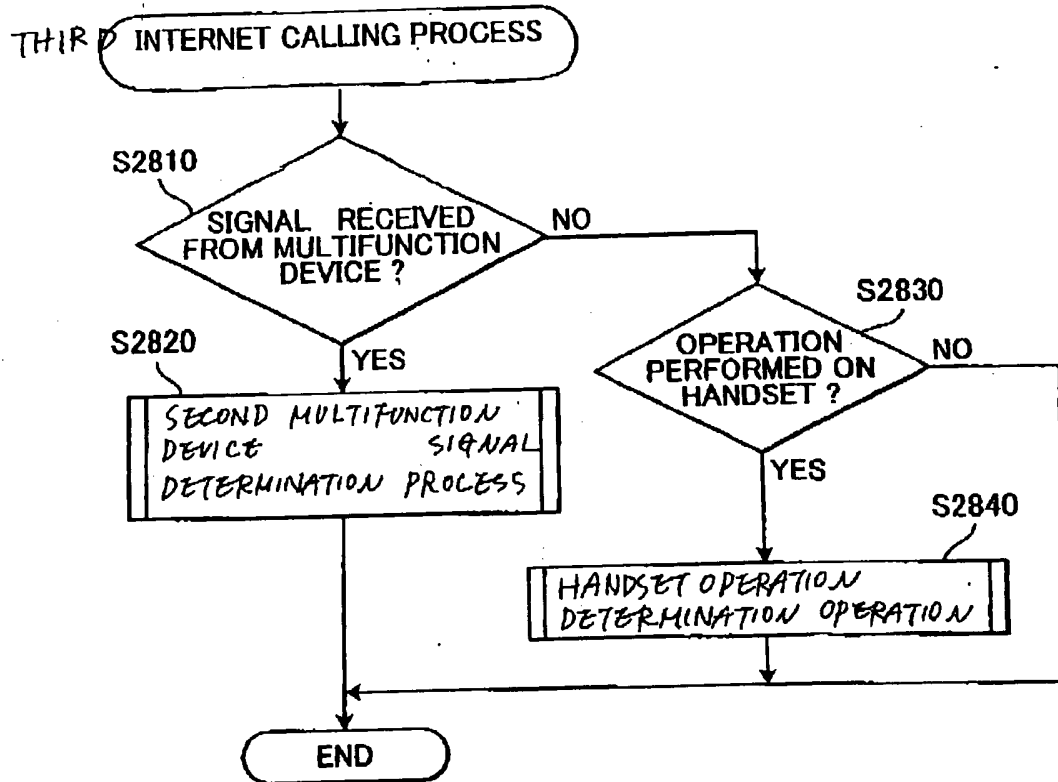 THIRD INTERNET CALLING PROCESS
S2810
SIGNAL RECEIVED
FROM MULTIFUNCTION
DEVICE ?
NO
YES
S2820
SECOND MULTIFUNCTION
DEVICE SIGNAL
DETERMINATION PROCESS
S2830
OPERATION
PERFORMED ON
HANDSET ?
NO
YES
S2840
HANDSET OPERATION
DETERMINATION OPERATION
END